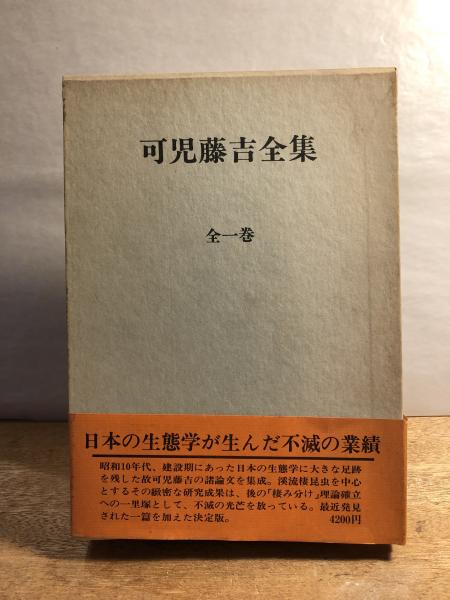 可児藤吉全集
全一巻
日本の生態学が生んだ不滅の業績
昭和10年代、建設期にあった日本の生態学に大きな足跡
を残した故可児藤吉の諸論文を集成。渓流棲昆虫を中心
とするその緻密な研究成果は、後の「棲み分け」理論確立
への一里塚として、不滅の光芒を放っている。最近発見
された一篇を加えた決定版。 4200円